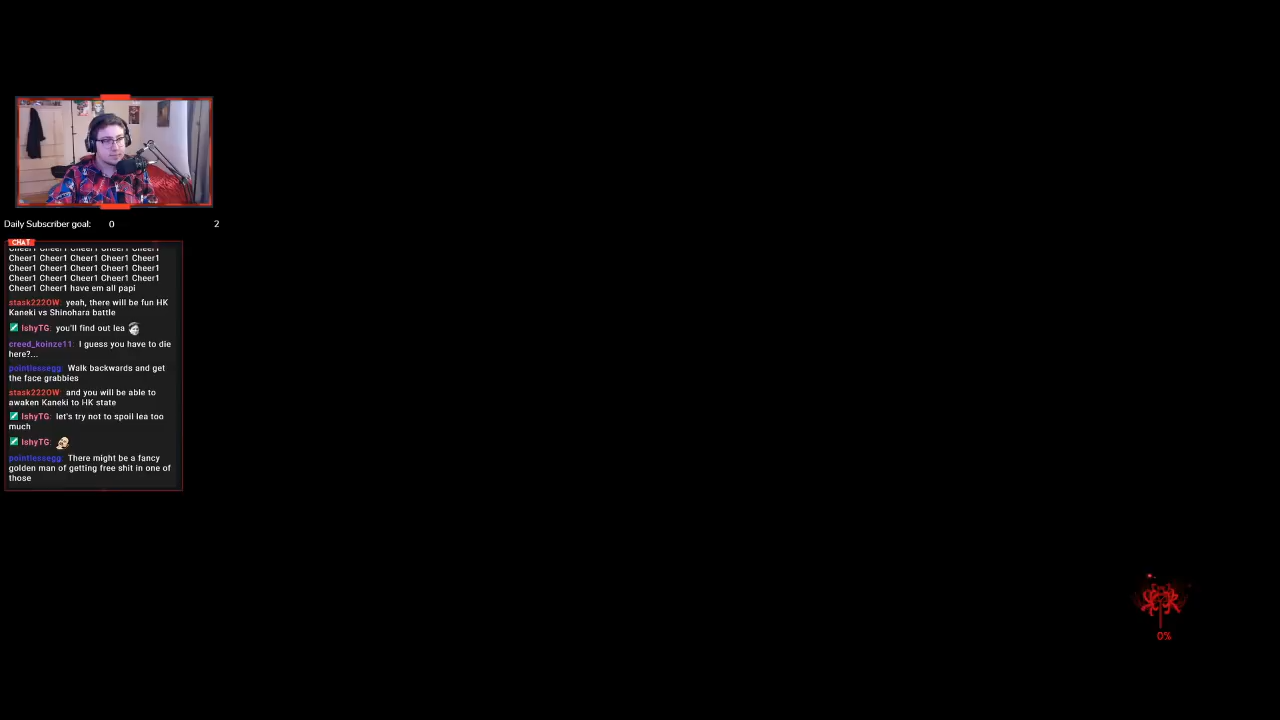 Daily Subscriber goal: 0 2
CHAT
Cheer1 Cheer1 Cheer1 Cheer1 Cheer1
Cheer1 Cheer1 Cheer1 Cheer1 Cheer1
Cheer1 Cheer1 Cheer1 Cheer1 Cheer1
Cheer1 Cheer1 Cheer1 Cheer1 Cheer1
Cheer1 Cheer1 have em all papi
stask222OW: yeah, there will be fun HK
Kaneki vs Shinohara battle
IshyTG: you'll find out lea
creed_koinze11: I guess you have to die
here?...
pointlessegg: Walk backwards and get
the face grabbies
stask222OW: and you will be able to
awaken Kaneki to HK state
IshyTG: let's try not to spoil lea too
much
IshyTG:
pointlessegg: There might be a fancy
golden man of getting free shit in one of
those
0%